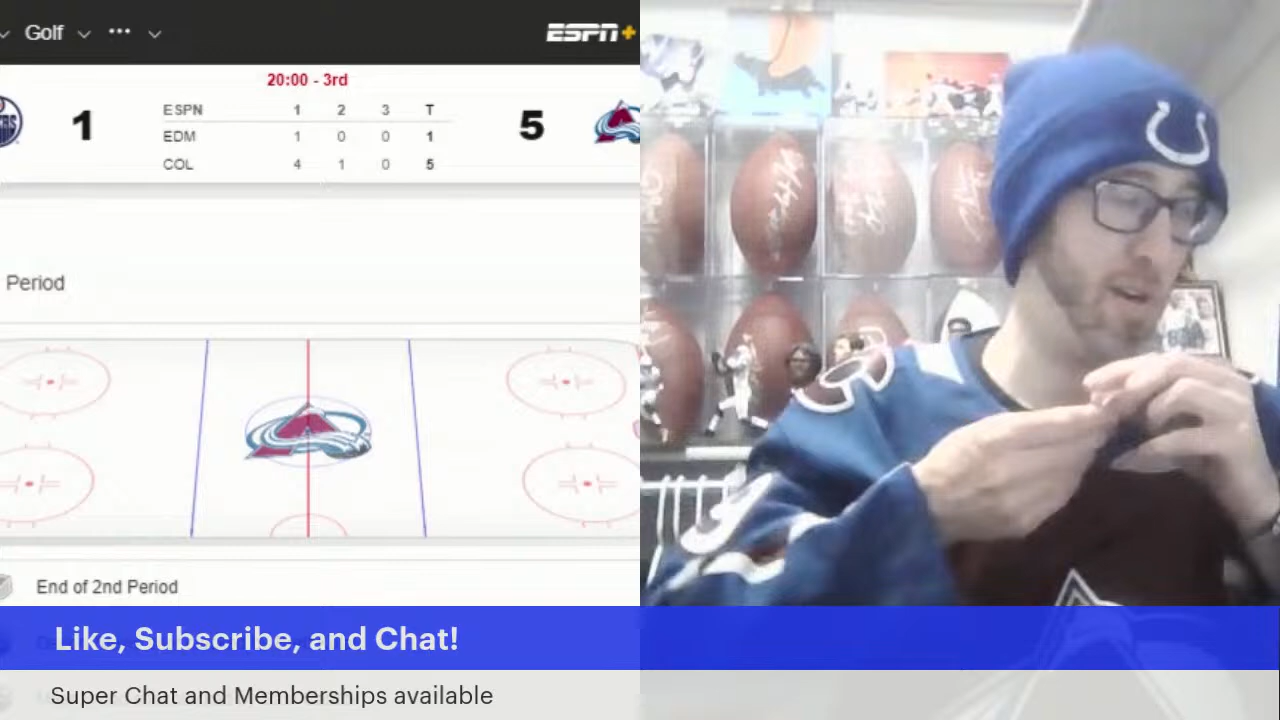 Golf
ESPN+
20:00 - 3rd
1
ESPN 1 2 3 T
EDM 1 0 0 1
COL 4 1 0 5
5
Period
End of 2nd Period
Like, Subscribe, and Chat!
Super Chat and Memberships available